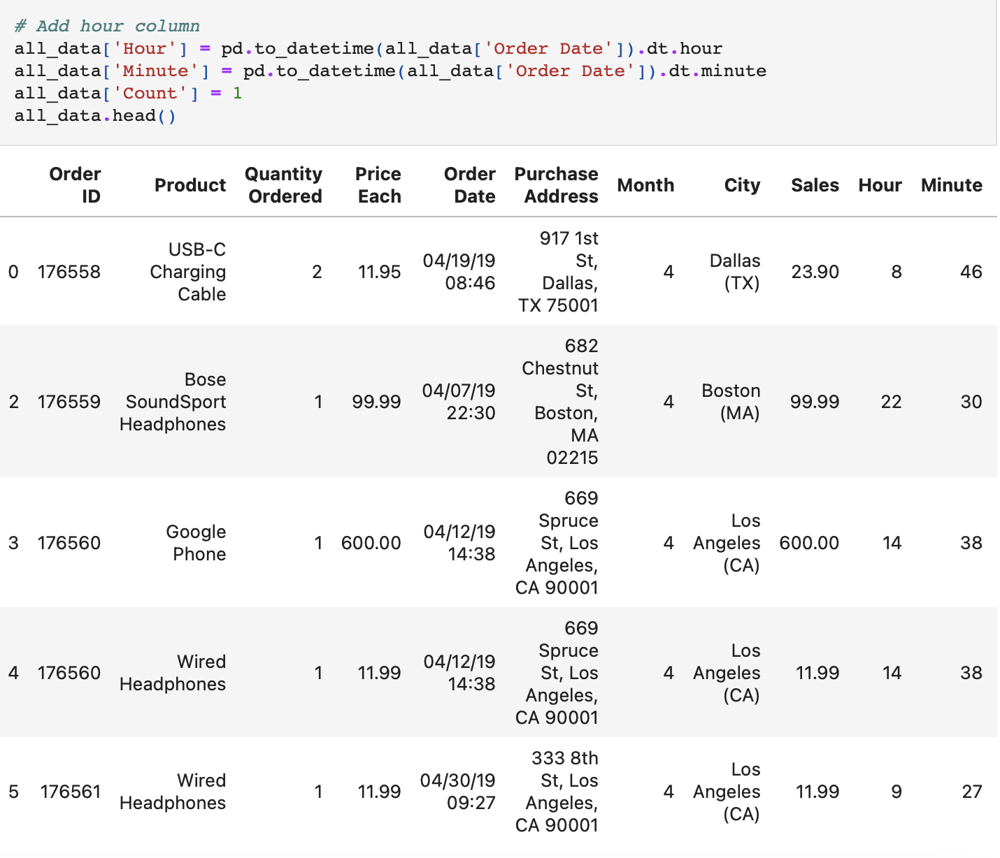 # Add hour column
all_data['Hour'] = pd.to_datetime(all_data['Order Date']).dt.hour
all_data['Minute'] = pd.to_datetime(all_data['Order Date']).dt.minute
all_data['Count'] = 1
all_data.head()
Order ID Product Quantity Ordered Price Each Order Date Purchase Address Month City Sales Hour Minute
0 176558 USB-C Charging Cable 2 11.95 04/19/19 08:46 917 1st St, Dallas, TX 75001 4 Dallas (TX) 23.90 8 46
2 176559 Bose SoundSport Headphones 1 99.99 04/07/19 22:30 682 Chestnut St, Boston, MA 02215 4 Boston (MA) 99.99 22 30
3 176560 Google Phone 1 600.00 04/12/19 14:38 669 Spruce St, Los Angeles, CA 90001 4 Los Angeles (CA) 600.00 14 38
4 176560 Wired Headphones 1 11.99 04/12/19 14:38 669 Spruce St, Los Angeles, CA 90001 4 Los Angeles (CA) 11.99 14 38
5 176561 Wired Headphones 1 11.99 04/30/19 09:27 333 8th St, Los Angeles, CA 90001 4 Los Angeles (CA) 11.99 9 27